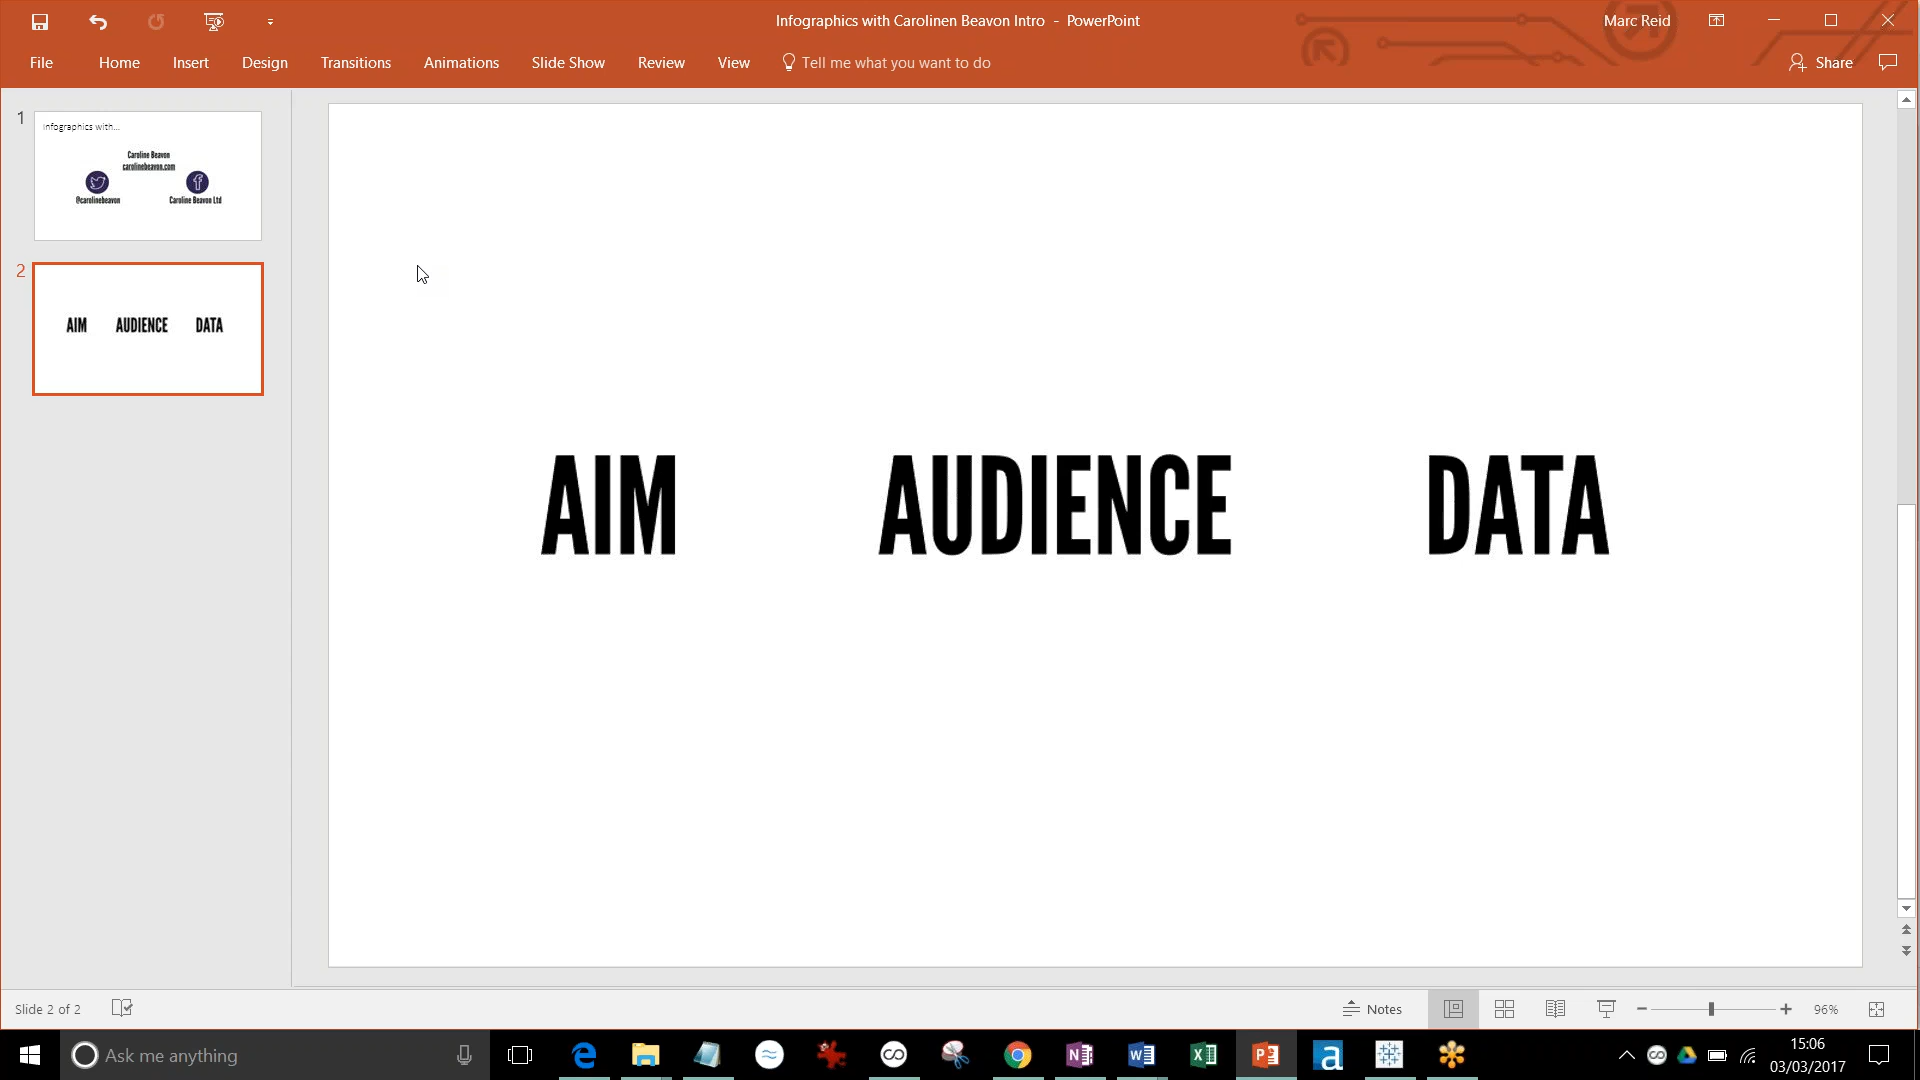 Infographics with Carolinen Beavon Intro - PowerPoint
Marc Reid
File Home Insert Design Transitions Animations Slide Show Review View Tell me what you want to do
Share
1
Infographics with...
Caroline Beavon
carolinebeavon.com
@carolinebeavon Caroline Beavon Ltd
2
AIM AUDIENCE DATA
AIM AUDIENCE DATA
Slide 2 of 2
Notes
96%
Ask me anything
15:06
03/03/2017